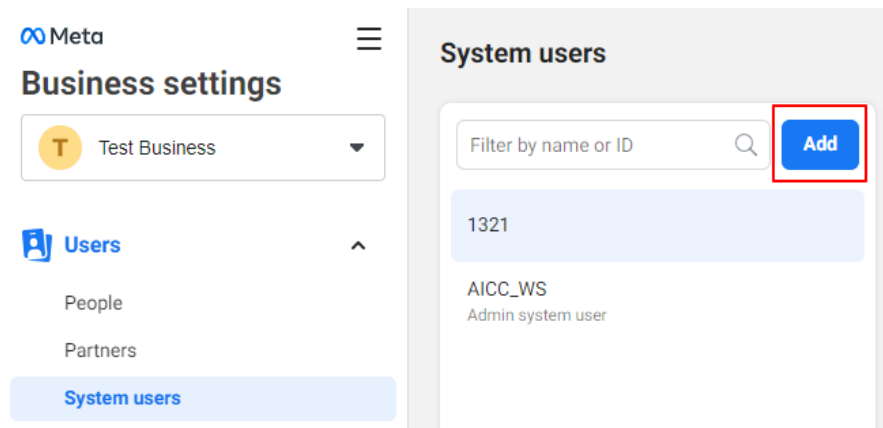 Meta
Business settings
T Test Business
Users
People
Partners
System users
System users
Filter by name or ID
Add
1321
AICC_WS
Admin system user